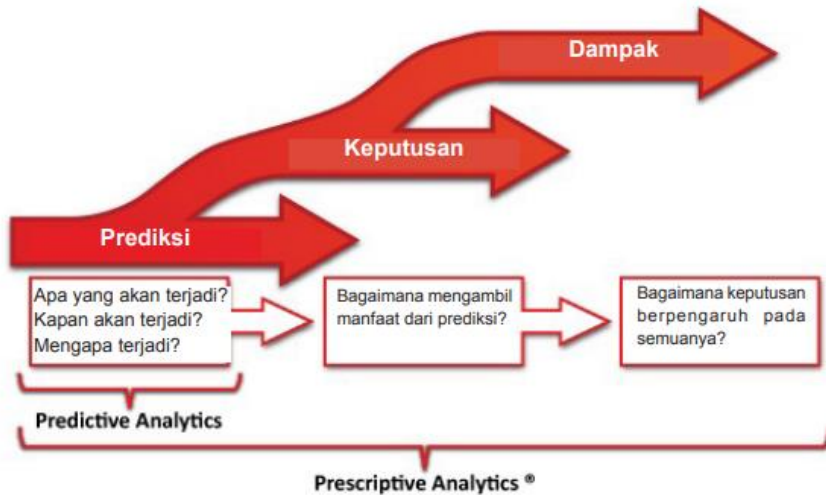 Dampak
Keputusan
Prediksi
Apa yang akan terjadi?
Kapan akan terjadi?
Mengapa terjadi?
Bagaimana mengambil
manfaat dari prediksi?
Bagaimana keputusan
berpengaruh pada
semuanya?
Predictive Analytics
Prescriptive Analytics ®